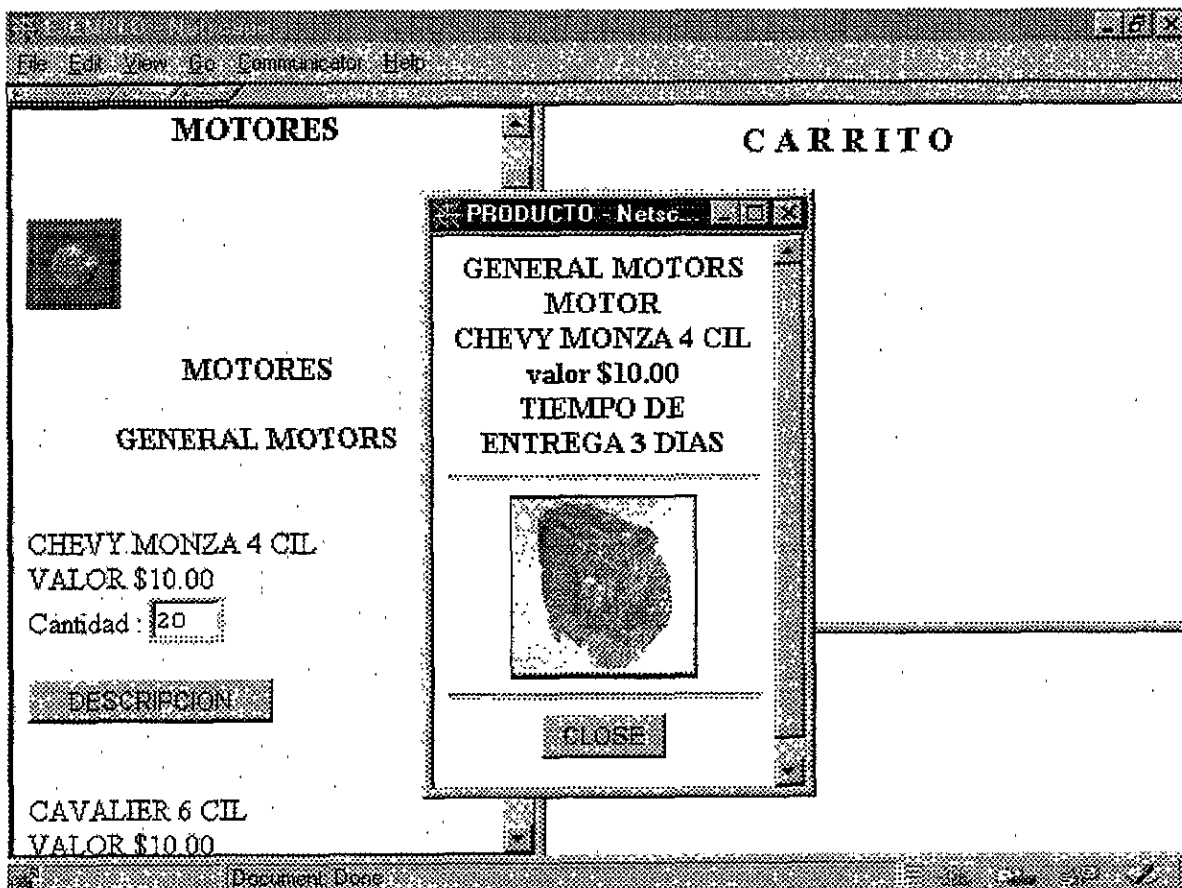 File Edit View Go Communicator Help
MOTORES
MOTORES
GENERAL MOTORS
CHEVY MONZA 4 CIL
VALOR $10.00
Cantidad : 20
DESCRIPCION
CAVALIER 6 CIL
VALOR $10.00
CARRITO
PRODUCTO - Netsc...
GENERAL MOTORS
MOTOR
CHEVY MONZA 4 CIL
valor $10.00
TIEMPO DE
ENTREGA 3 DIAS
CLOSE
Document: Done